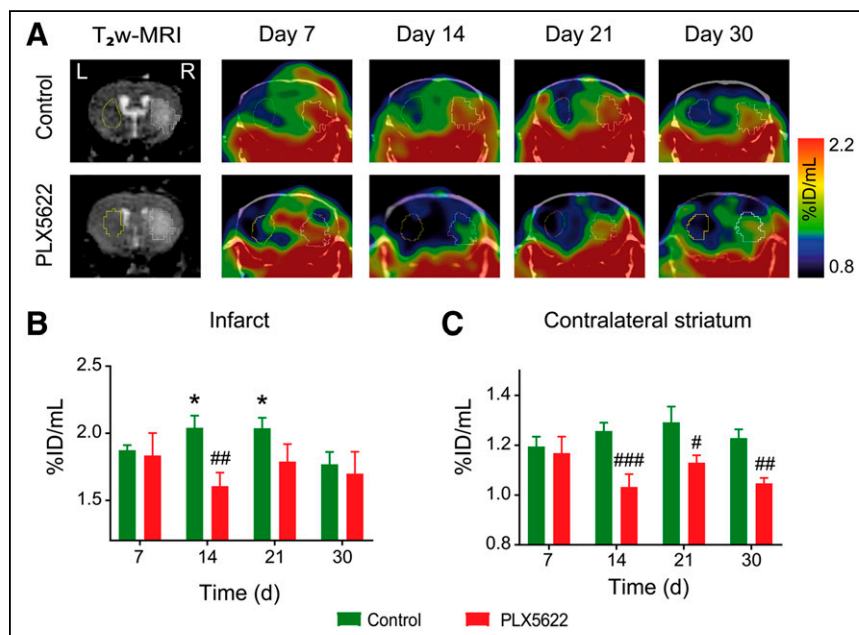 A
T₂w-MRI Day 7 Day 14 Day 21 Day 30
L R
Control
PLX5622
2.2
%ID/mL
0.8
B Infarct
%ID/mL
2.5
2.0
1.5
* * ##
7 14 21 30
Time (d)
C Contralateral striatum
%ID/mL
1.4
1.2
1.0
0.8
### # ##
7 14 21 30
Time (d)
Control PLX5622